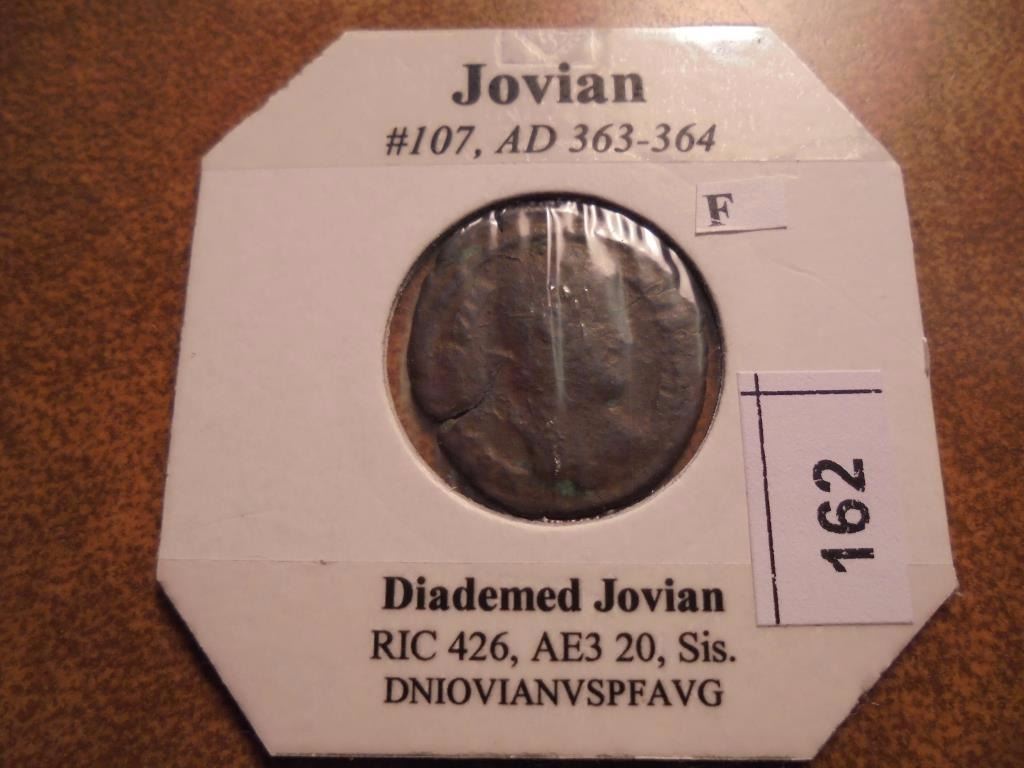 Jovian
#107, AD 363-364
F
162
Diademed Jovian
RIC 426, AE3 20, Sis.
DNIOVIANVSPFAVG